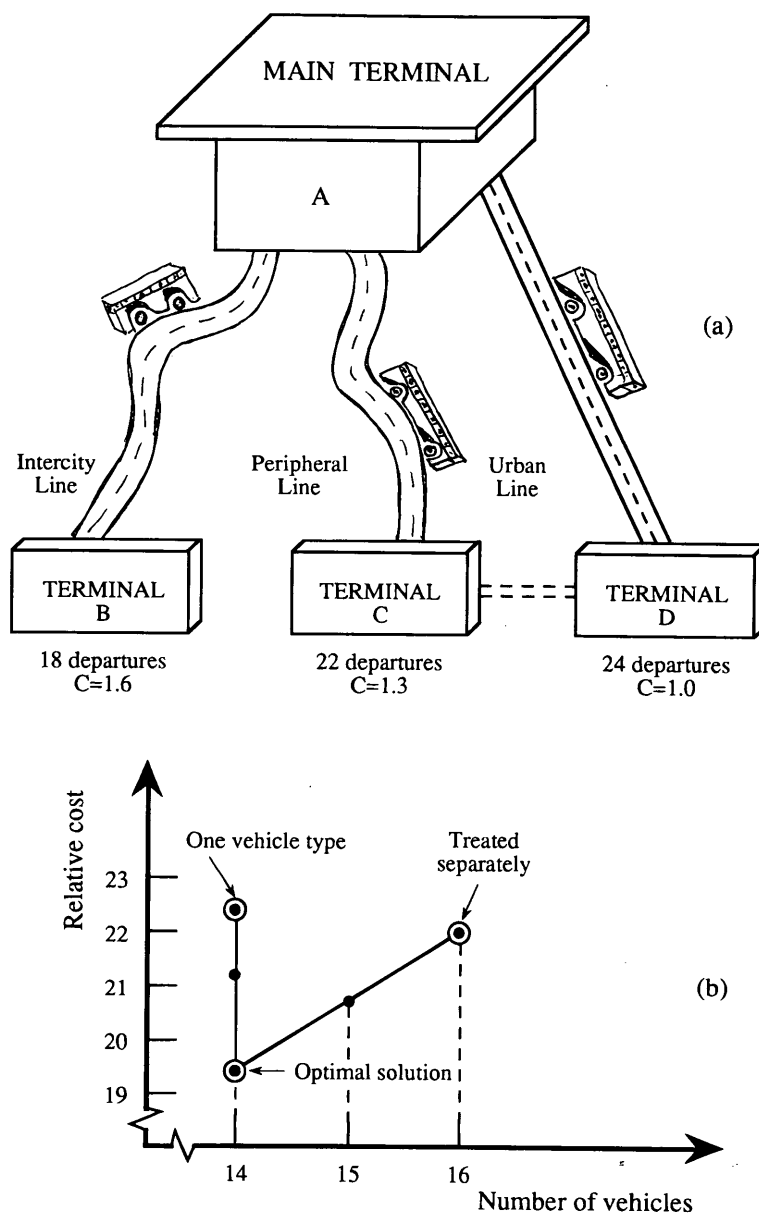 MAIN TERMINAL
A
(a)
Intercity
Line
Peripheral
Line
Urban
Line
TERMINAL
B
TERMINAL
C
TERMINAL
D
18 departures
C=1.6
22 departures
C=1.3
24 departures
C=1.0
Relative cost
One vehicle type
Treated
separately
23
22
21
20
19
(b)
Optimal solution
14
15
16
Number of vehicles